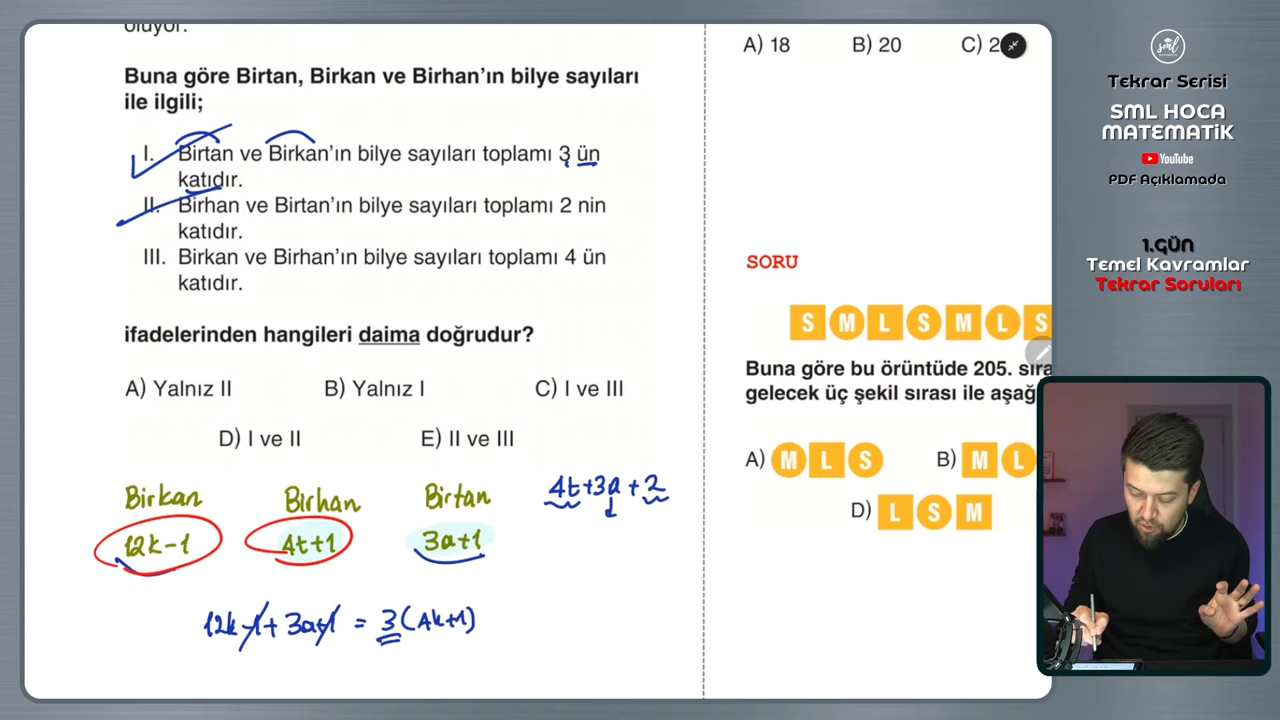 oluyor.
Buna göre Birtan, Birkan ve Birhan'ın bilye sayıları
ile ilgili;
I. Birtan ve Birkan'ın bilye sayıları toplamı 3 ün
katıdır.
II. Birhan ve Birtan'ın bilye sayıları toplamı 2 nin
katıdır.
III. Birkan ve Birhan'ın bilye sayıları toplamı 4 ün
katıdır.
ifadelerinden hangileri daima doğrudur?
A) Yalnız II B) Yalnız I C) I ve III
D) I ve II E) II ve III
Birkan Birhan Birtan
12k-1 4t+1 3a+1
4t+3a+2
12k-1+3a+1 = 3(4k+1)
A) 18 B) 20 C) 2
SORU
S M L S M L S
Buna göre bu örüntüde 205. sıra
gelecek üç şekil sırası ile aşağ
A) M L S B) M L
D) L S M
sml
Tekrar Serisi
SML HOCA
MATEMATİK
YouTube
PDF Açıklamada
1.GÜN
Temel Kavramlar
Tekrar Soruları